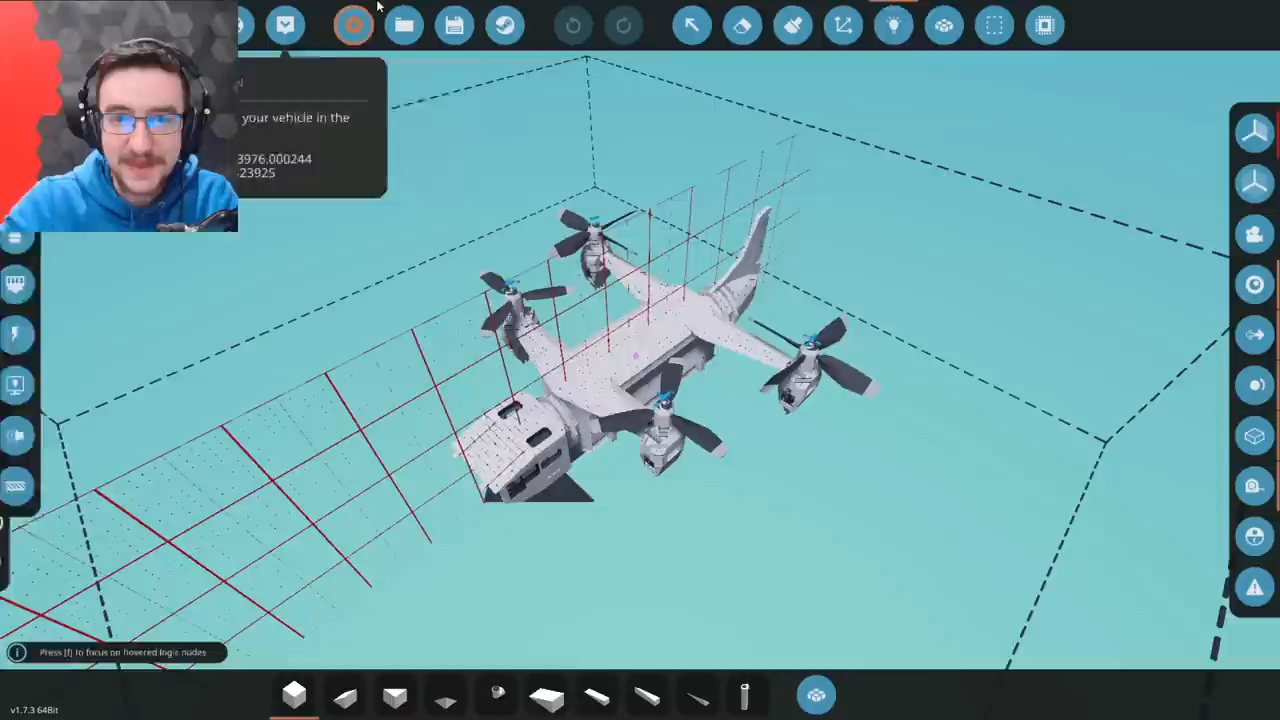 your vehicle in the
3976.000244
23925
Press [f] to focus on hovered logic nodes
v1.7.3 64Bit